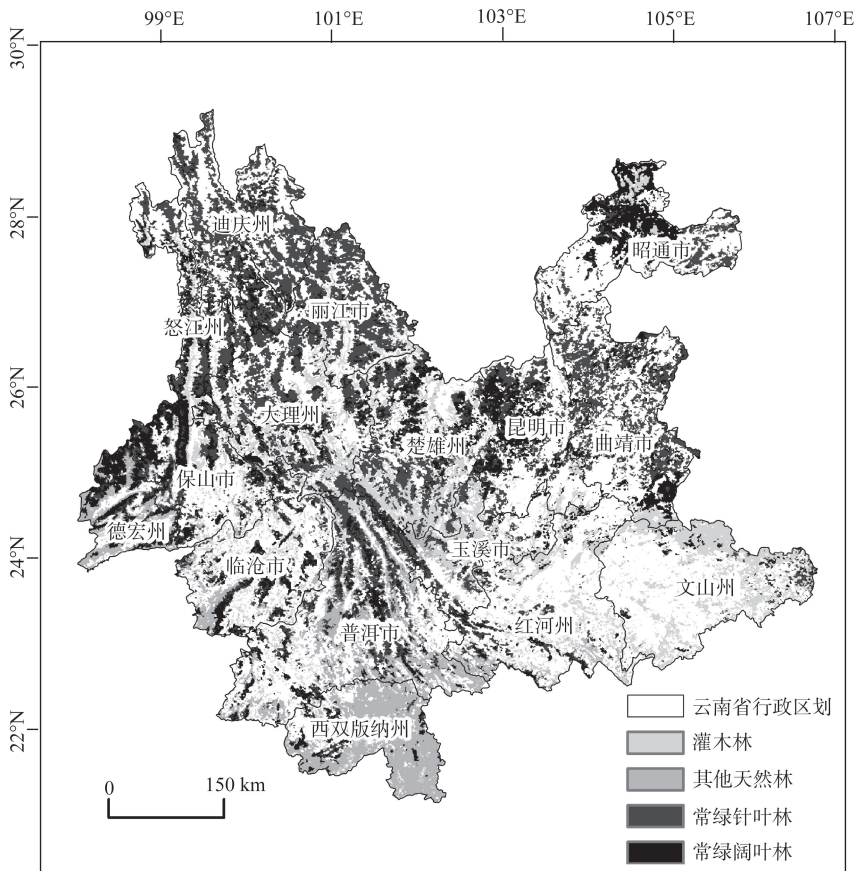 99°E
101°E
103°E
105°E
107°E
30°N
28°N
26°N
24°N
22°N
迪庆州
昭通市
丽江市
怒江州
大理州
楚雄州
昆明市
曲靖市
保山市
德宏州
临沧市
玉溪市
文山州
普洱市
红河州
西双版纳州
云南省行政区划
灌木林
其他天然林
常绿针叶林
常绿阔叶林
0 150 km